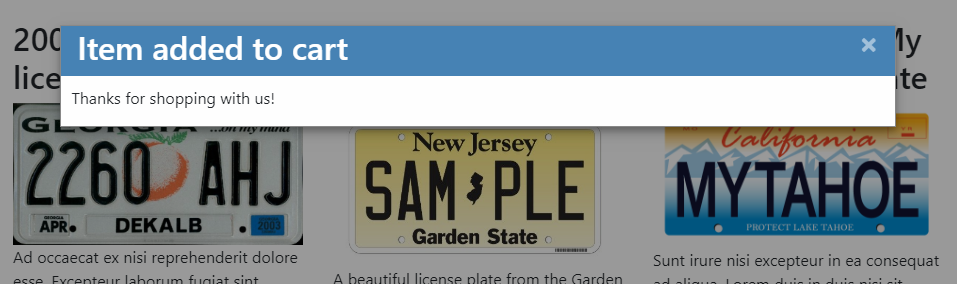 200
My
Item added to cart
×
lice
ate
Thanks for shopping with us!
GEORGIA
...on my mind
2260 AHJ
GEORGIA
APR
DEKALB
2003
New Jersey
SAM PLE
Garden State
California
MYTAHOE
PROTECT LAKE TAHOE
Ad occaecat ex nisi reprehenderit dolore
esse. Excepteur laborum fugiat sint
A beautiful license plate from the Garden
Sunt irure nisi excepteur in ea consequat
ad aliqua. Lorem duis in duis nisi sit